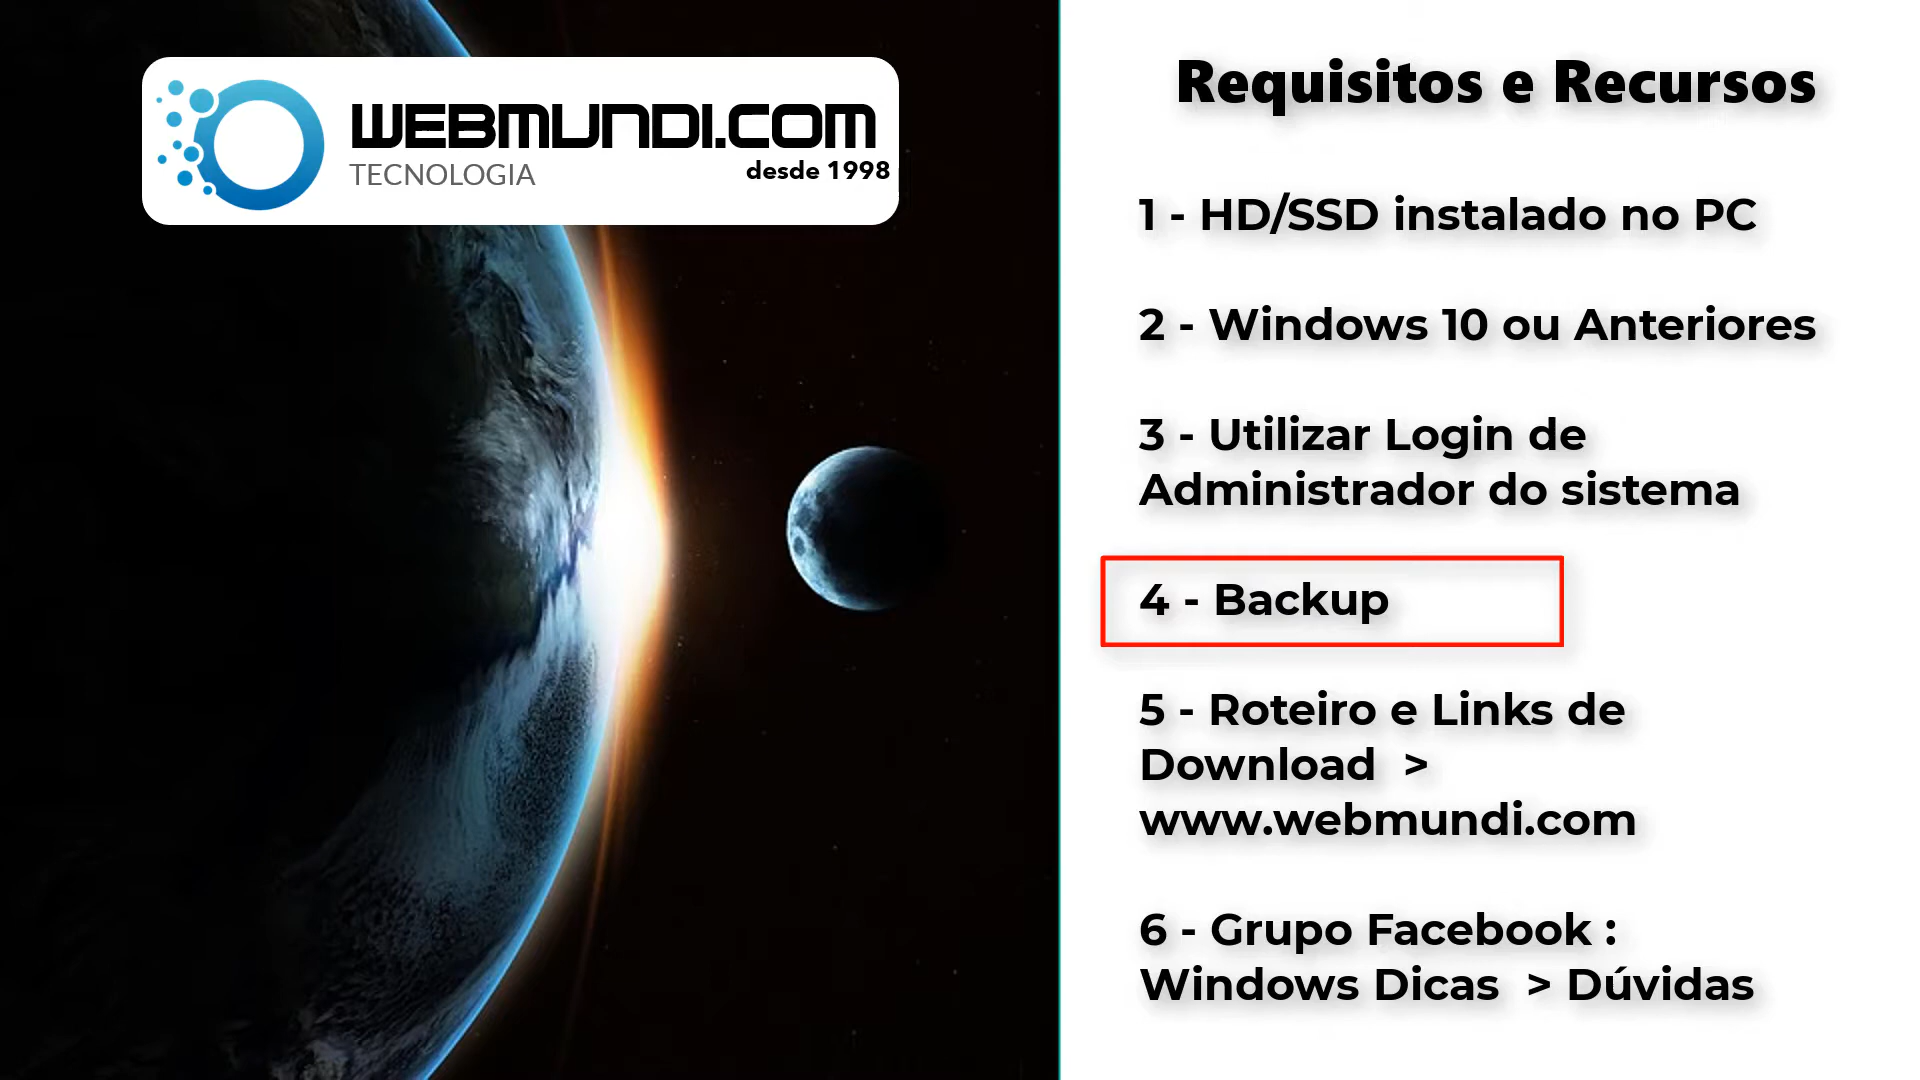 WEBMUNDI.COM
TECNOLOGIA
desde 1998
Requisitos e Recursos
1 - HD/SSD instalado no PC
2 - Windows 10 ou Anteriores
3 - Utilizar Login de
Administrador do sistema
4 - Backup
5 - Roteiro e Links de
Download >
www.webmundi.com
6 - Grupo Facebook :
Windows Dicas > Dúvidas